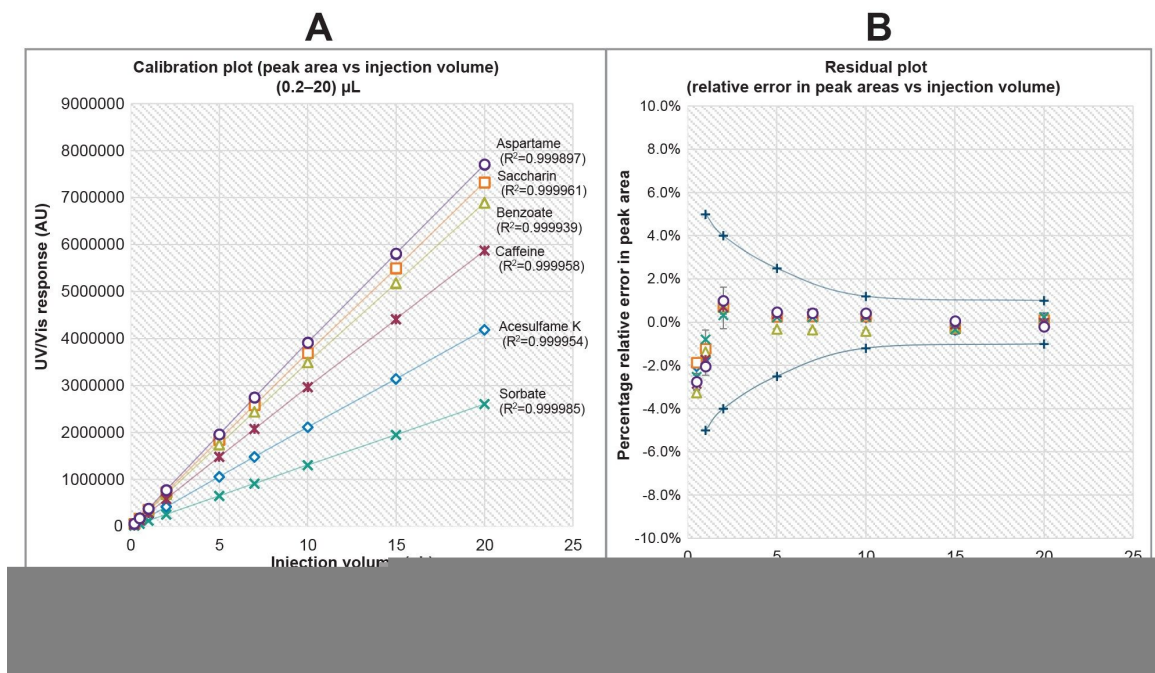 A
B
Calibration plot (peak area vs injection volume)
(0.2–20) µL
UV/Vis response (AU)
9000000
8000000
7000000
6000000
5000000
4000000
3000000
2000000
1000000
0
0 5 10 15 20 25
Injection
Aspartame
(R²=0.999897)
Saccharin
(R²=0.999961)
Benzoate
(R²=0.999939)
Caffeine
(R²=0.999958)
Acesulfame K
(R²=0.999954)
Sorbate
(R²=0.999985)
Residual plot
(relative error in peak areas vs injection volume)
Percentage relative error in peak area
10.0%
8.0%
6.0%
4.0%
2.0%
0.0%
-2.0%
-4.0%
-6.0%
-8.0%
-10.0%
0 5 10 15 20 25